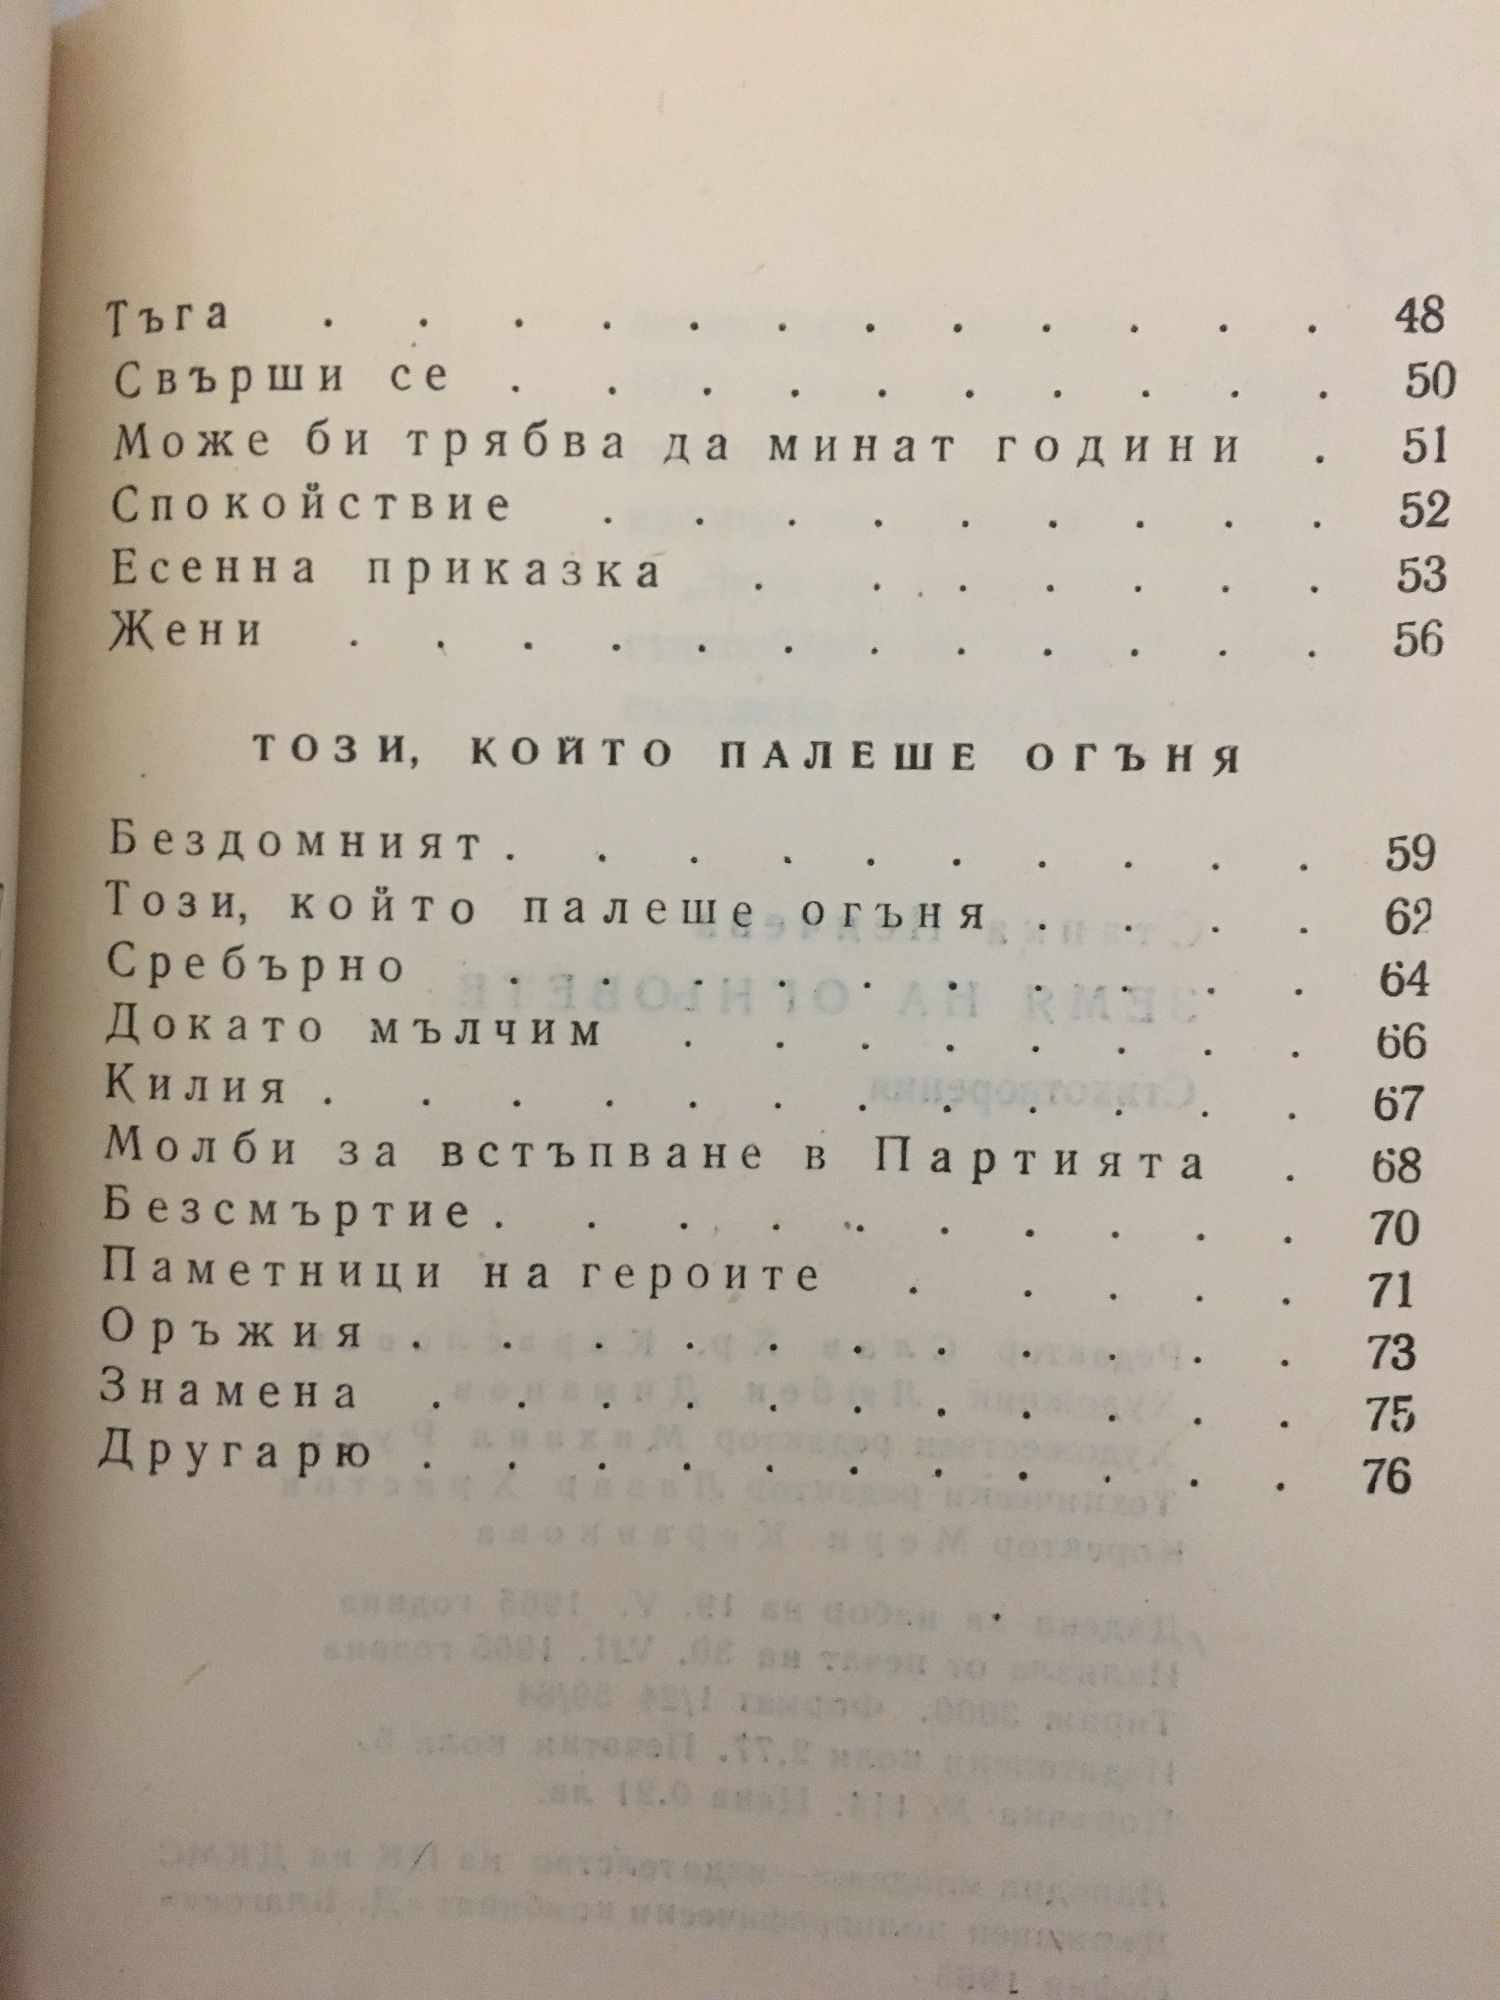 Тъга . . . . . . . . . . . . 48
Свърши се . . . . . . . . . . 50
Може би трябва да минат години . 51
Спокойствие . . . . . . . . . 52
Есенна приказка . . . . . . . 53
Жени . . . . . . . . . . . . 56
ТОЗИ, КОЙТО ПАЛЕШЕ ОГЪНЯ
Бездомният . . . . . . . . . . 59
Този, който палеше огъня . . . . 62
Сребърно . . . . . . . . . . 64
Докато мълчим . . . . . . . . 66
Килия . . . . . . . . . . . . 67
Молби за встъпване в Партията . 68
Безсмъртие . . . . . . . . . . 70
Паметници на героите . . . . . 71
Оръжия . . . . . . . . . . . 73
Знамена . . . . . . . . . . . 75
Другарю . . . . . . . . . . . 76